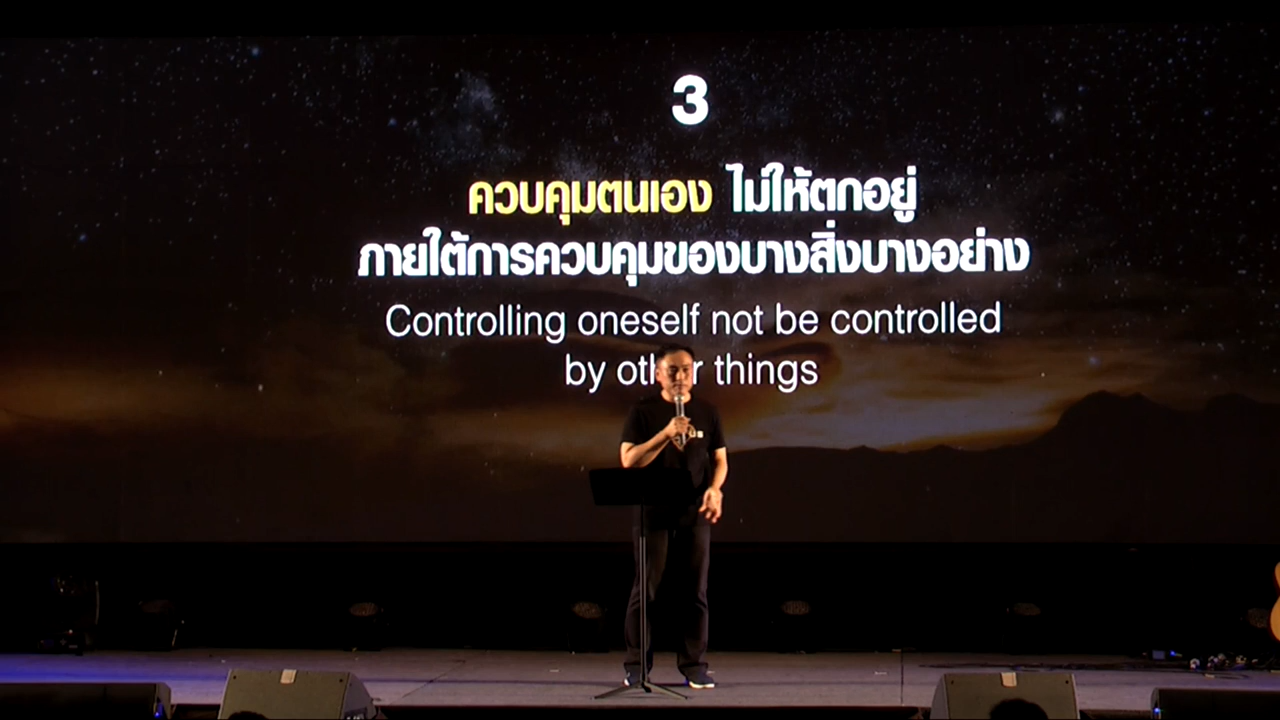 3
ควบคุมตนเอง ไม่ให้ตกอยู่
ภายใต้การควบคุมของบางสิ่งบางอย่าง
Controlling oneself not be controlled
by other things